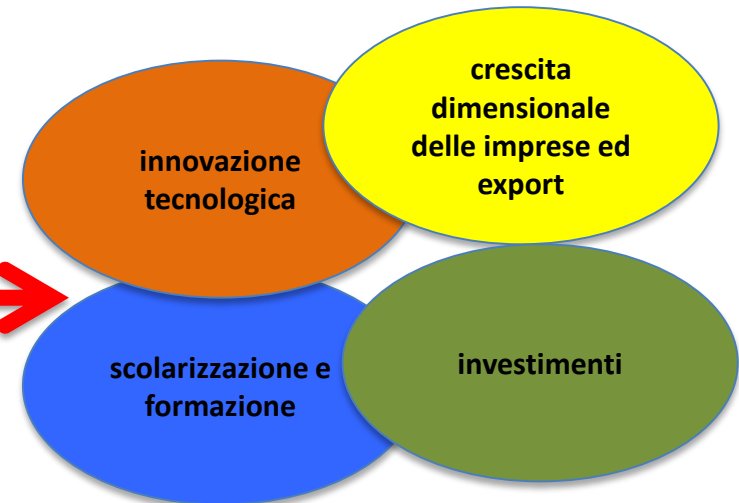 innovazione
tecnologica
crescita
dimensionale
delle imprese ed
export
scolarizzazione e
formazione
investimenti